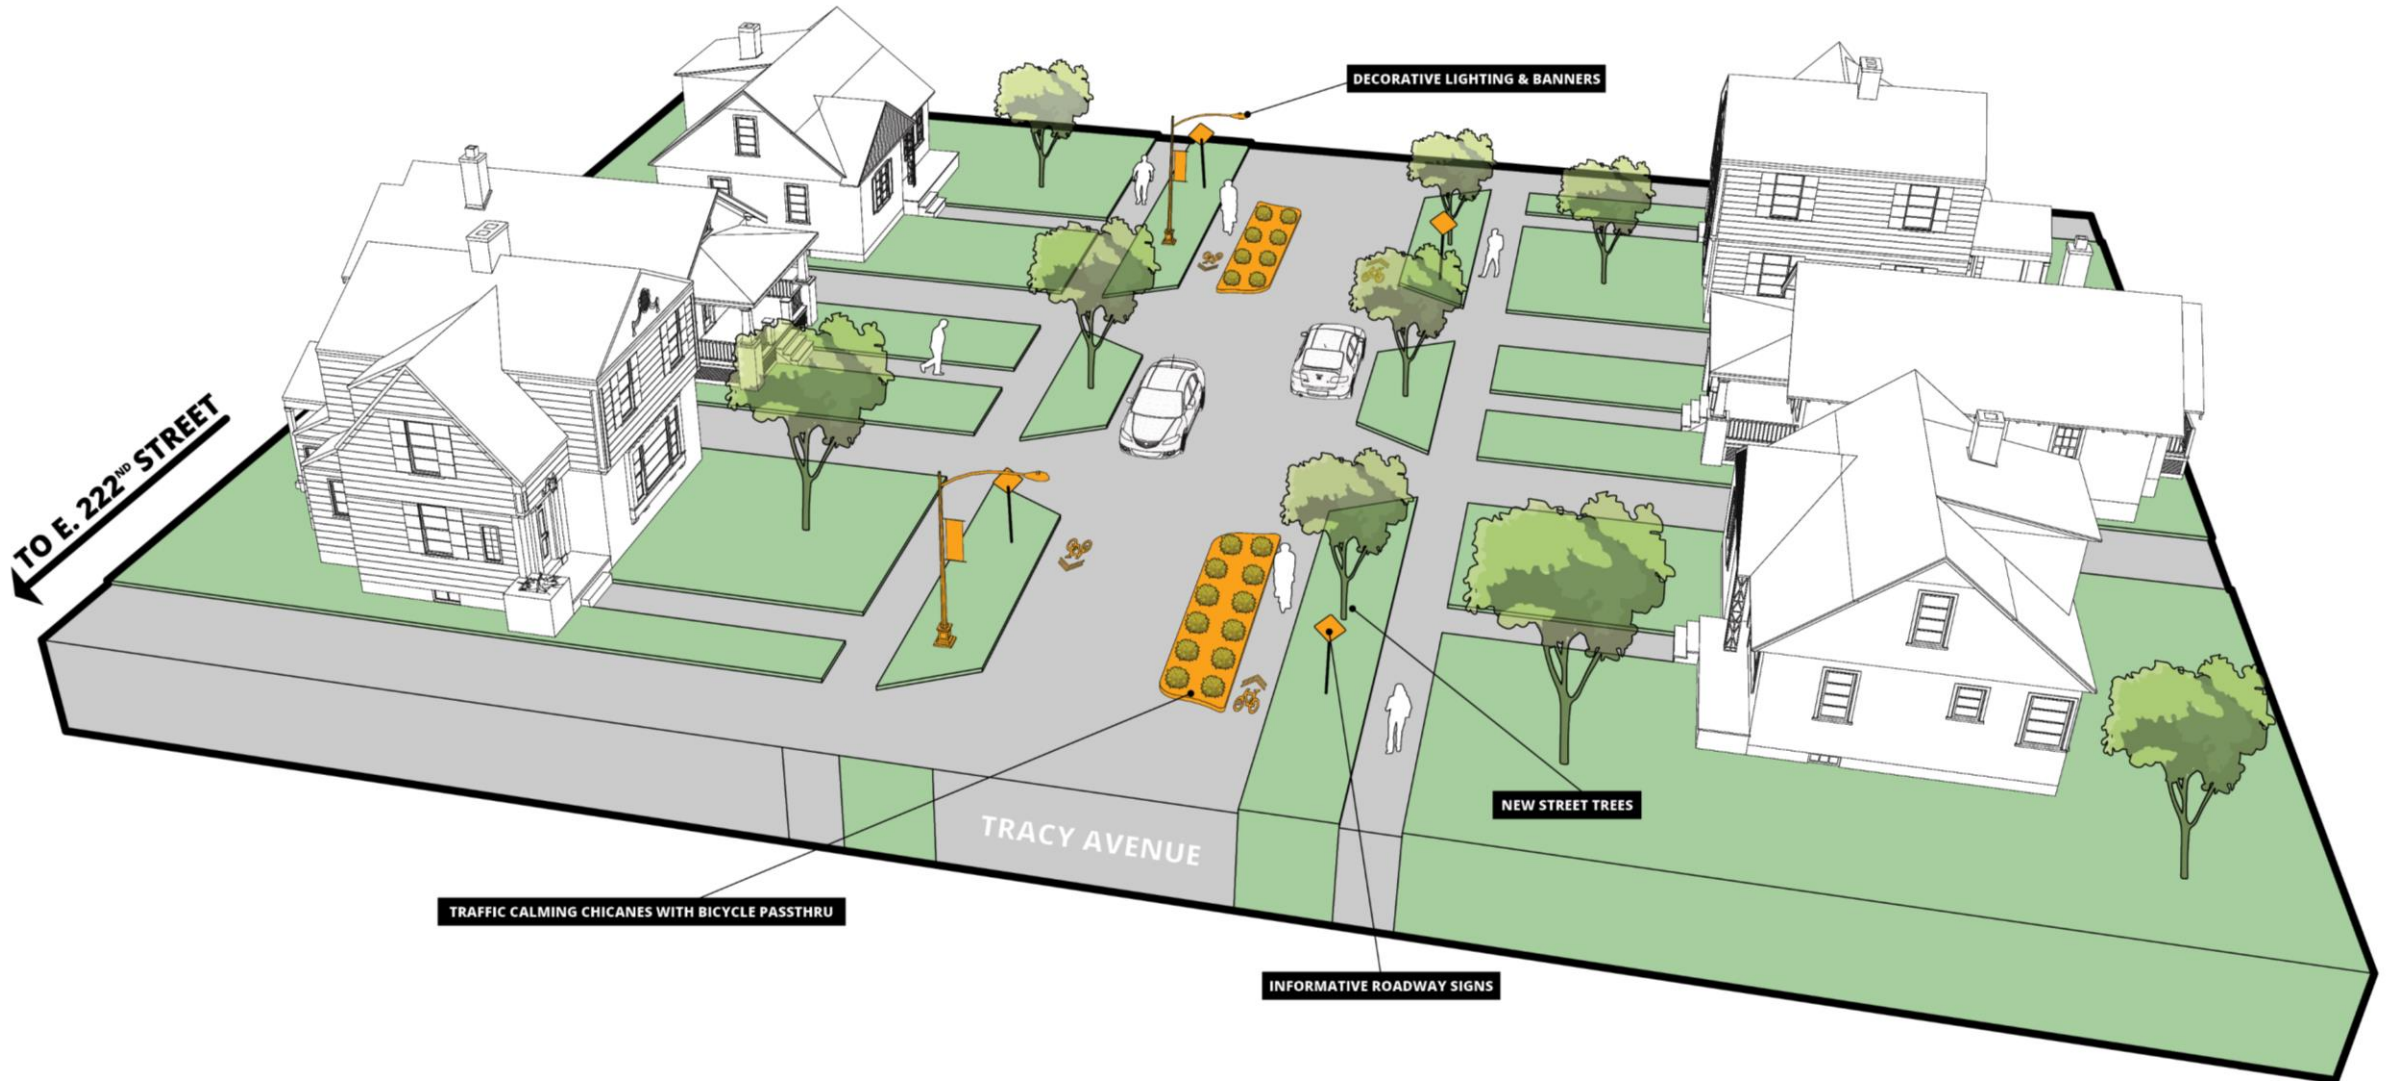 DECORATIVE LIGHTING & BANNERS
TO E. 222ND STREET
NEW STREET TREES
TRACY AVENUE
TRAFFIC CALMING CHICANES WITH BICYCLE PASSTHRU
INFORMATIVE ROADWAY SIGNS